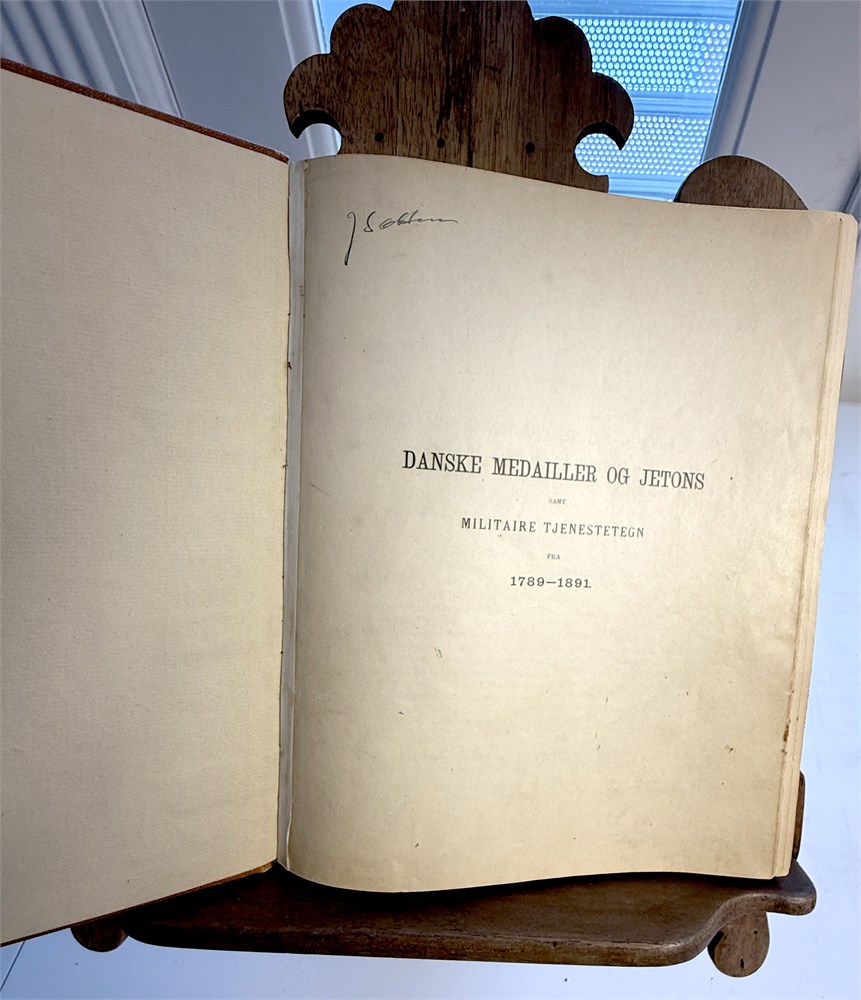 DANSKE MEDAILLER OG JETONS
SAMT
MILITAIRE TJENESTETEGN
FRA
1789—1891.